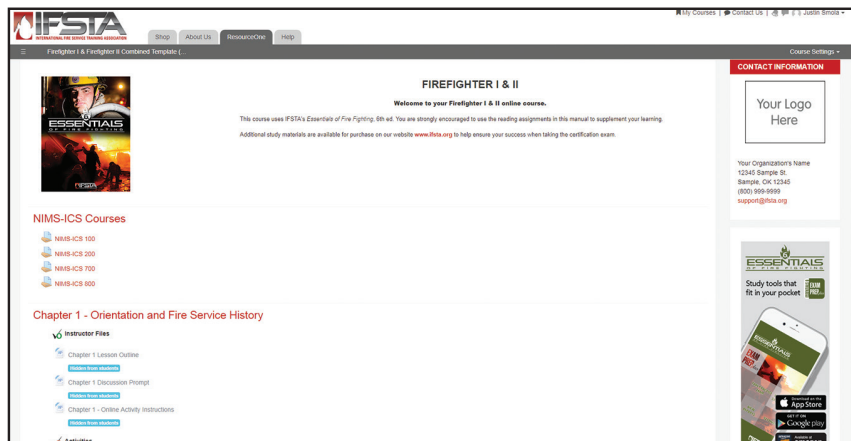 My Courses | Contact Us | Justin Smola
IFSTA
INTERNATIONAL FIRE SERVICE TRAINING ASSOCIATION
Shop
About Us
ResourceOne
Help
Firefighter I & Firefighter II Combined Template (...
Course Settings
ESSENTIALS
OF FIRE FIGHTING
IFSTA
FIREFIGHTER I & II
Welcome to your Firefighter I & II online course.
This course uses IFSTA's Essentials of Fire Fighting, 6th ed. You are strongly encouraged to use the reading assignments in this manual to supplement your learning.
Additional study materials are available for purchase on our website www.ifsta.org to help ensure your success when taking the certification exam.
NIMS-ICS Courses
NIMS-ICS 100
NIMS-ICS 200
NIMS-ICS 700
NIMS-ICS 800
Chapter 1 - Orientation and Fire Service History
Instructor Files
Chapter 1 Lesson Outline
Hidden from students
Chapter 1 Discussion Prompt
Hidden from students
Chapter 1 - Online Activity Instructions
Hidden from students
Activities
CONTACT INFORMATION
Your Logo
Here
Your Organization's Name
12345 Sample St.
Sample, OK 12345
(800) 999-9999
support@ifsta.org
6
ESSENTIALS
OF FIRE FIGHTING
Study tools that
fit in your pocket
EXAM
PREP
EXAM
PREP
Download on the
App Store
GET IT ON
Google play
Available at